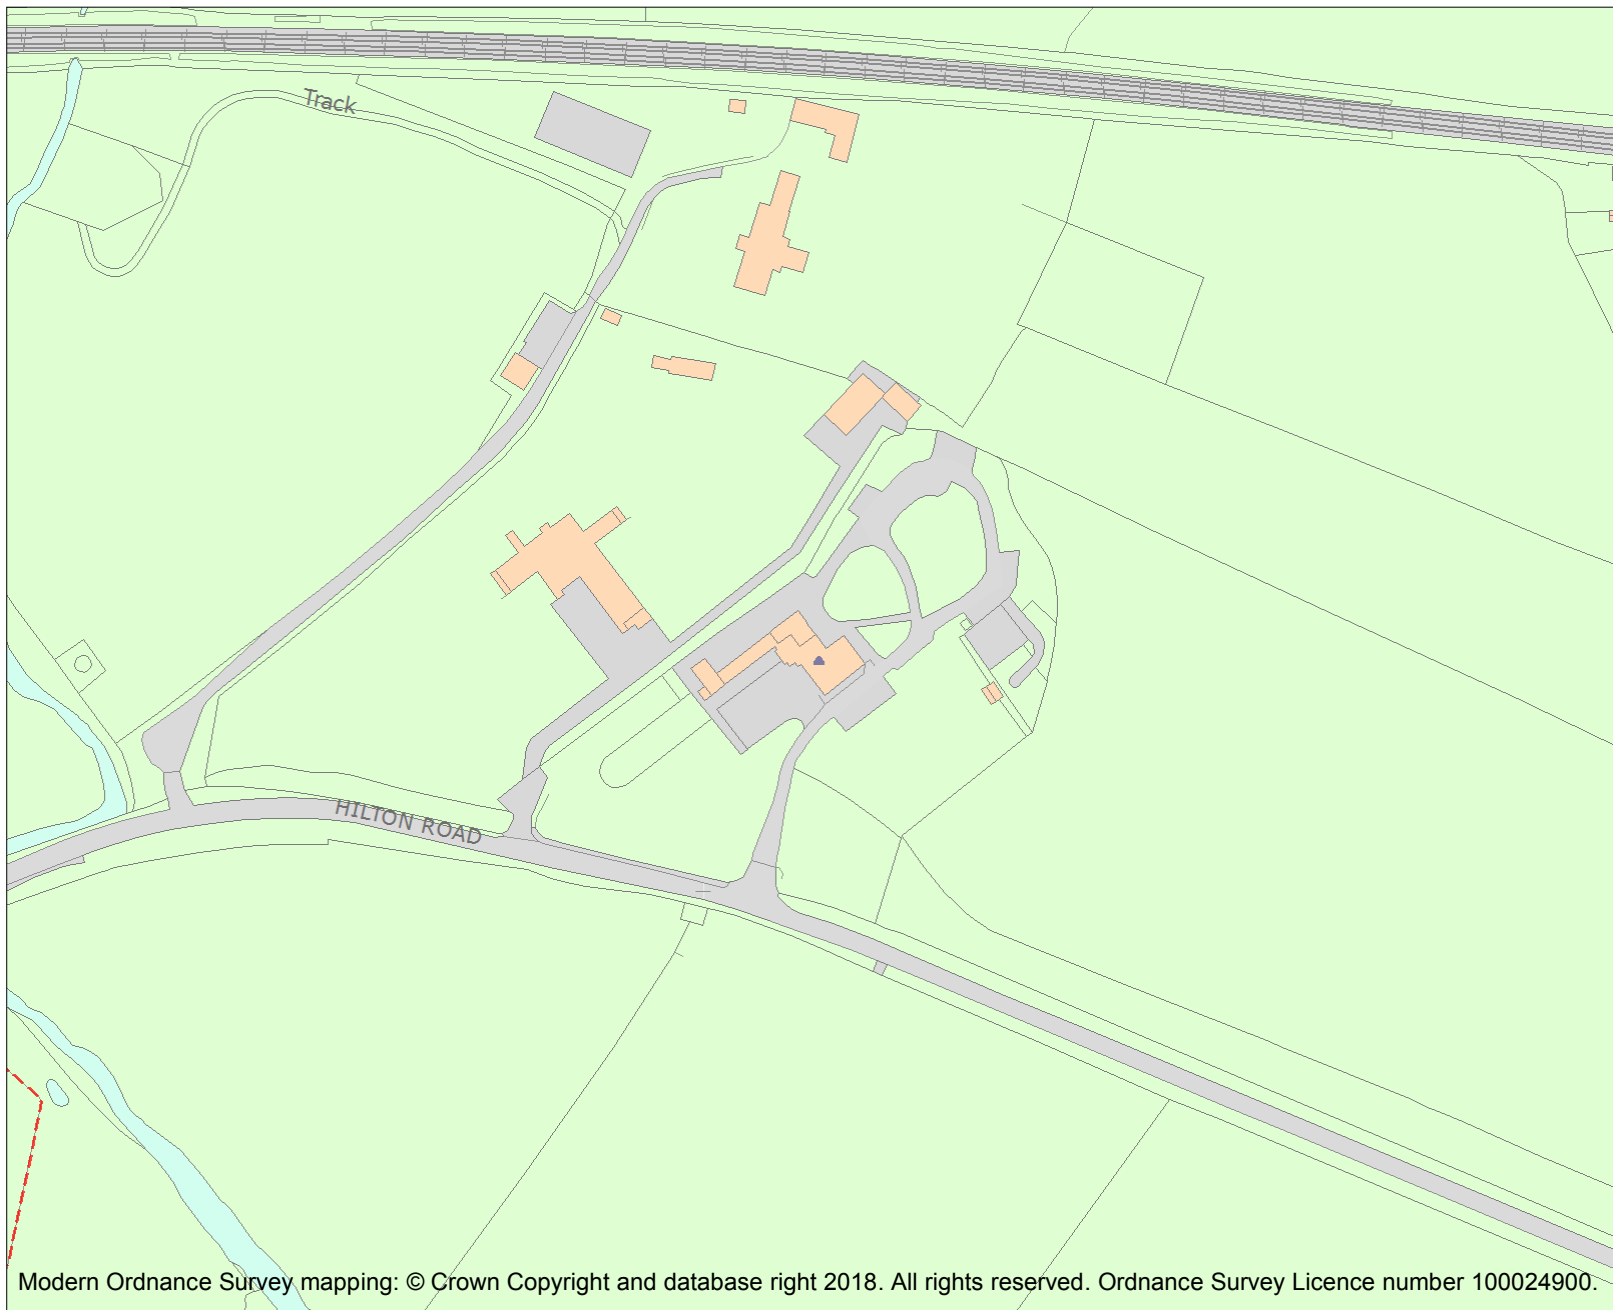 Track
HILTON ROAD
Modern Ordnance Survey mapping: © Crown Copyright and database right 2018. All rights reserved. Ordnance Survey Licence number 100024900.